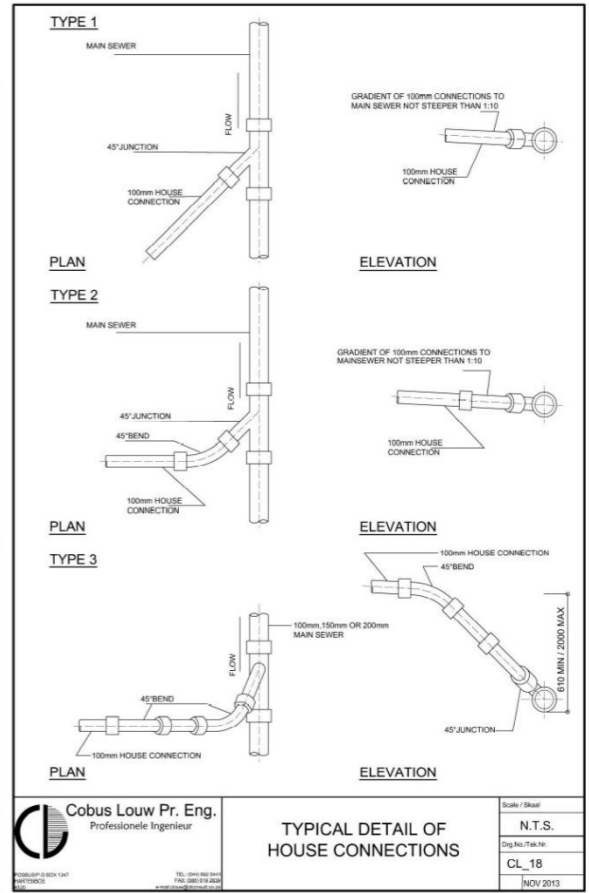 TYPE 1
MAIN SEWER
FLOW
45°JUNCTION
100mm HOUSE
CONNECTION
PLAN
GRADIENT OF 100mm CONNECTIONS TO
MAIN SEWER NOT STEEPER THAN 1:10
100mm HOUSE
CONNECTION
ELEVATION
TYPE 2
MAIN SEWER
FLOW
45°JUNCTION
45°BEND
100mm HOUSE
CONNECTION
PLAN
GRADIENT OF 100mm CONNECTIONS TO
MAINSEWER NOT STEEPER THAN 1:10
100mm HOUSE
CONNECTION
ELEVATION
TYPE 3
100mm,150mm OR 200mm
MAIN SEWER
FLOW
45°BEND
100mm HOUSE CONNECTION
PLAN
100mm HOUSE CONNECTION
45°BEND
610 MIN / 2000 MAX
45°JUNCTION
ELEVATION
Cobus Louw Pr. Eng.
Professionele Ingenieur
POSBUS/P.O.BOX 1247
HARTENBOS
6520
TYPICAL DETAIL OF
HOUSE CONNECTIONS
Scale / Skaal
N.T.S.
Drg.No./Tek.Nr.
CL_18
NOV 2013